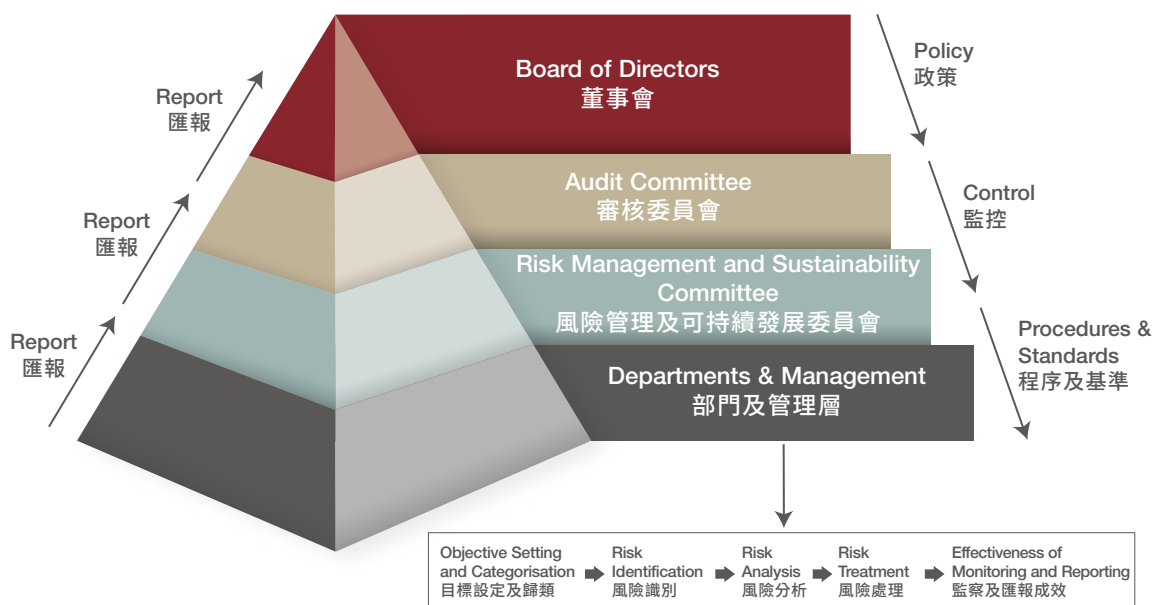 Board of Directors
董事會
Audit Committee
審核委員會
Risk Management and Sustainability
Committee
風險管理及可持續發展委員會
Departments & Management
部門及管理層
Report
匯報
Report
匯報
Report
匯報
Policy
政策
Control
監控
Procedures &
Standards
程序及基準
Objective Setting
and Categorisation
目標設定及歸類
Risk
Identification
風險識別
Risk
Analysis
風險分析
Risk
Treatment
風險處理
Effectiveness of
Monitoring and Reporting
監察及匯報成效